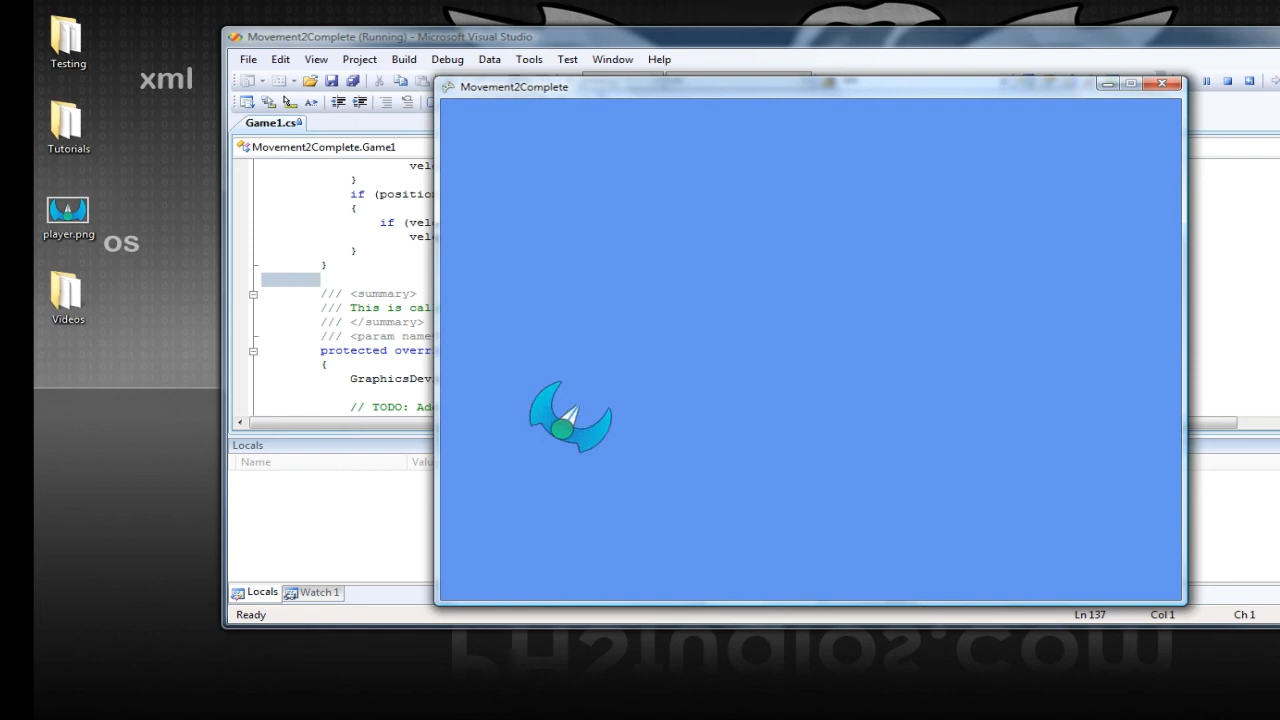 Testing
xml
Tutorials
player.png
os
Videos
Movement2Complete (Running) - Microsoft Visual Studio
File Edit View Project Build Debug Data Tools Test Window Help
Movement2Complete
Game1.cs
Movement2Complete.Game1
vel
}
if (positio
{
if (vel
vel
}
}
/// <summary>
/// This is cal
/// </summary>
/// <param name
protected overr
{
GraphicsDev
// TODO: Ad
Locals
Name Valu
Locals Watch 1
Ready Ln 137 Col 1 Ch 1